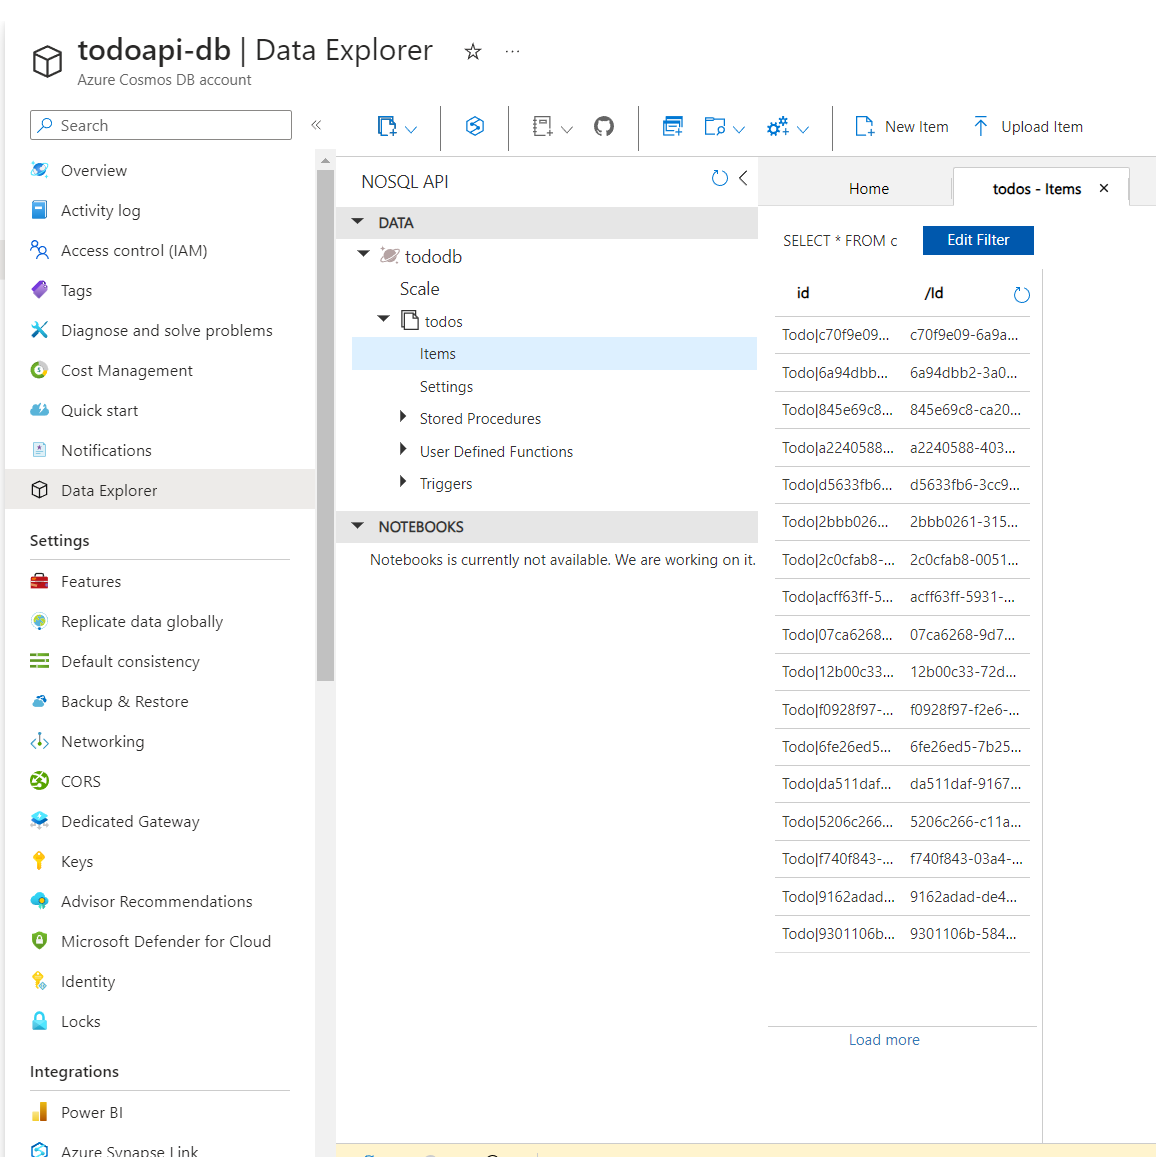 todoapi-db | Data Explorer
Azure Cosmos DB account
Search
Overview
Activity log
Access control (IAM)
Tags
Diagnose and solve problems
Cost Management
Quick start
Notifications
Data Explorer
Settings
Features
Replicate data globally
Default consistency
Backup & Restore
Networking
CORS
Dedicated Gateway
Keys
Advisor Recommendations
Microsoft Defender for Cloud
Identity
Locks
Integrations
Power BI
Azure Synapse Link
New Item
Upload Item
NOSQL API
DATA
tododb
Scale
todos
Items
Settings
Stored Procedures
User Defined Functions
Triggers
NOTEBOOKS
Notebooks is currently not available. We are working on it.
Home
todos - Items
SELECT * FROM c
Edit Filter
id /Id
Todo|c70f9e09... c70f9e09-6a9a...
Todo|6a94dbb... 6a94dbb2-3a0...
Todo|845e69c8... 845e69c8-ca20...
Todo|a2240588... a2240588-403...
Todo|d5633fb6... d5633fb6-3cc9...
Todo|2bbb026... 2bbb0261-315...
Todo|2c0cfab8-... 2c0cfab8-0051...
Todo|acff63ff-5... acff63ff-5931-...
Todo|07ca6268... 07ca6268-9d7...
Todo|12b00c33... 12b00c33-72d...
Todo|f0928f97-... f0928f97-f2e6-...
Todo|6fe26ed5... 6fe26ed5-7b25...
Todo|da511daf... da511daf-9167...
Todo|5206c266... 5206c266-c11a...
Todo|f740f843-... f740f843-03a4-...
Todo|9162adad... 9162adad-de4...
Todo|9301106b... 9301106b-584...
Load more